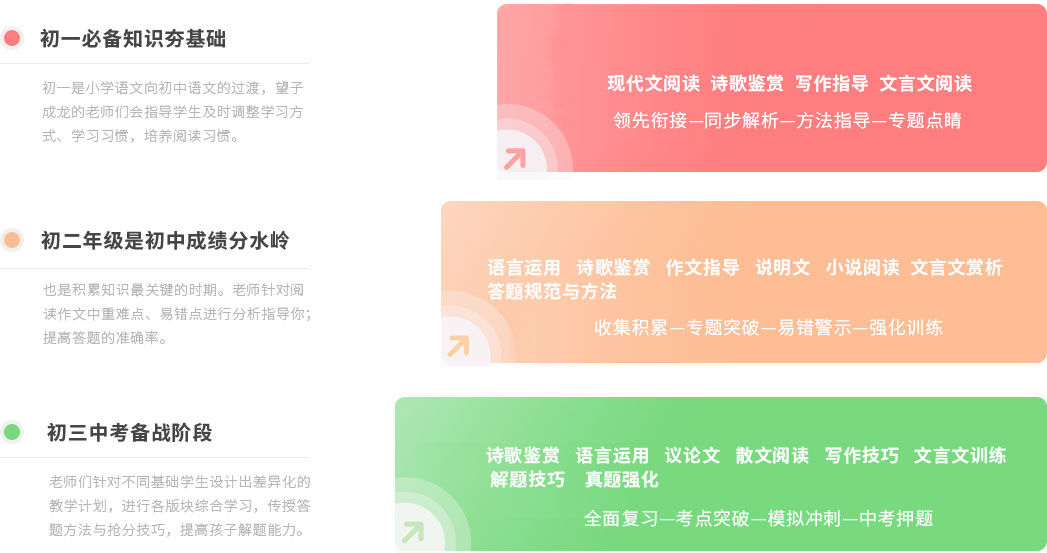 初一必备知识夯基础
初一是小学语文向初中语文的过渡，望子
成龙的老师们会指导学生及时调整学习方
式、学习习惯，培养阅读习惯。
现代文阅读 诗歌鉴赏 写作指导 文言文阅读
领先衔接—同步解析—方法指导—专题点睛
初二年级是初中成绩分水岭
也是积累知识最关键的时期。老师针对阅
读作文中重难点、易错点进行分析指导你；
提高答题的准确率。
语言运用 诗歌鉴赏 作文指导 说明文 小说阅读 文言文赏析
答题规范与方法
收集积累—专题突破—易错警示—强化训练
初三中考备战阶段
老师们针对不同基础学生设计出差异化的
教学计划，进行各版块综合学习，传授答
题方法与抢分技巧，提高孩子解题能力。
诗歌鉴赏 语言运用 议论文 散文阅读 写作技巧 文言文训练
解题技巧 真题强化
全面复习—考点突破—模拟冲刺—中考押题